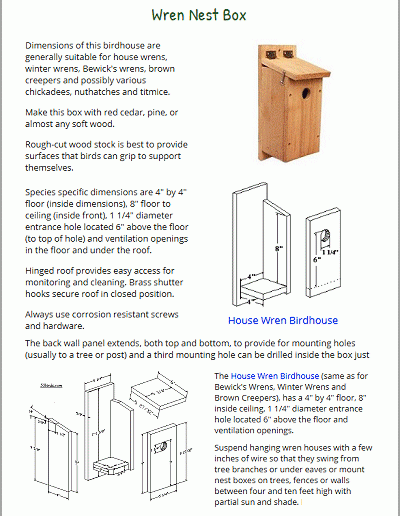 Wren Nest Box
Dimensions of this birdhouse are
generally suitable for house wrens,
winter wrens, Bewick's wrens, brown
creepers and possibly various
chickadees, nuthatches and titmice.
Make this box with red cedar, pine, or
almost any soft wood.
Rough-cut wood stock is best to provide
surfaces that birds can grip to support
themselves.
Species specific dimensions are 4" by 4"
floor (inside dimensions), 8" floor to
ceiling (inside front), 1 1/4" diameter
entrance hole located 6" above the floor
(to top of hole) and ventilation openings
in the floor and under the roof.
Hinged roof provides easy access for
monitoring and cleaning. Brass shutter
hooks secure roof in closed position.
Always use corrosion resistant screws
and hardware.
8"
4"
4"
1 1/4"
6"
House Wren Birdhouse
The back wall panel extends, both top and bottom, to provide for mounting holes
(usually to a tree or post) and a third mounting hole can be drilled inside the box just
The House Wren Birdhouse (same as for
Bewick's Wrens, Winter Wrens and
Brown Creepers), has a 4" by 4" floor, 8"
inside ceiling, 1 1/4" diameter entrance
hole located 6" above the floor and
ventilation openings.
Suspend hanging wren houses with a few
inches of wire so that they swing from
tree branches or under eaves or mount
nest boxes on trees, fences or walls
between four and ten feet high with
partial sun and shade.